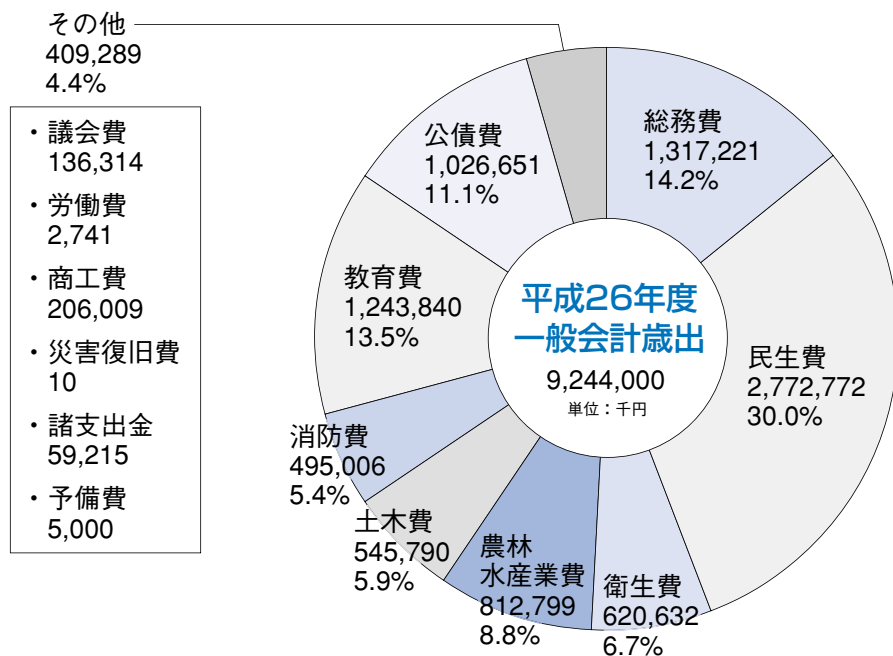 その他
409,289
4.4%
・議会費
136,314
・労働費
2,741
・商工費
206,009
・災害復旧費
10
・諸支出金
59,215
・予備費
5,000
総務費
1,317,221
14.2%
民生費
2,772,772
30.0%
衛生費
620,632
6.7%
農林
水産業費
812,799
8.8%
土木費
545,790
5.9%
消防費
495,006
5.4%
教育費
1,243,840
13.5%
公債費
1,026,651
11.1%
平成26年度
一般会計歳出
9,244,000
単位：千円